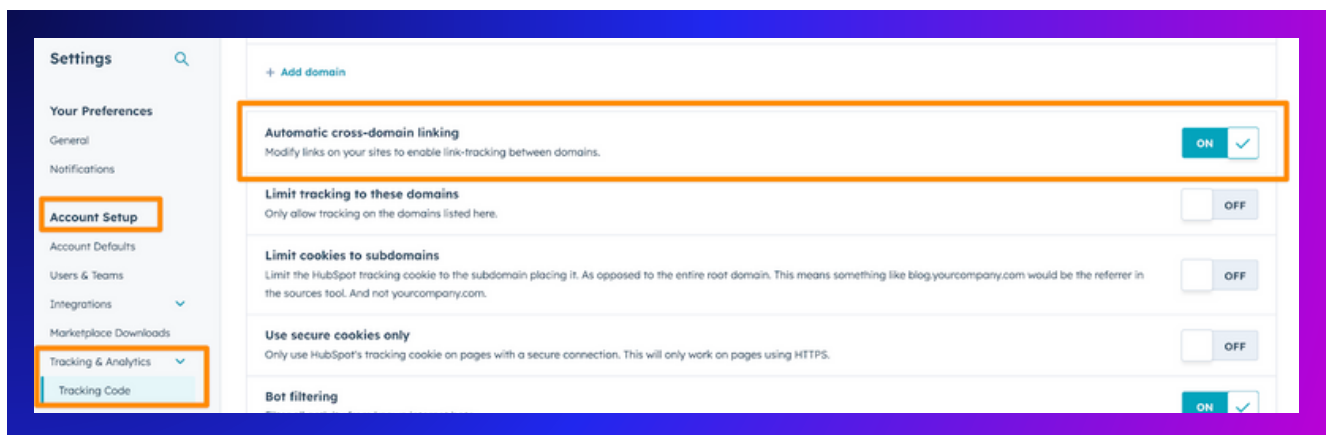 Settings
Your Preferences
General
Notifications
Account Setup
Account Defaults
Users & Teams
Integrations
Marketplace Downloads
Tracking & Analytics
Tracking Code
+ Add domain
Automatic cross-domain linking
Modify links on your sites to enable link-tracking between domains.
ON
Limit tracking to these domains
Only allow tracking on the domains listed here.
OFF
Limit cookies to subdomains
Limit the HubSpot tracking cookie to the subdomain placing it. As opposed to the entire root domain. This means something like blog.yourcompany.com would be the referrer in
the sources tool. And not yourcompany.com.
OFF
Use secure cookies only
Only use HubSpot's tracking cookie on pages with a secure connection. This will only work on pages using HTTPS.
OFF
Bot filtering
ON